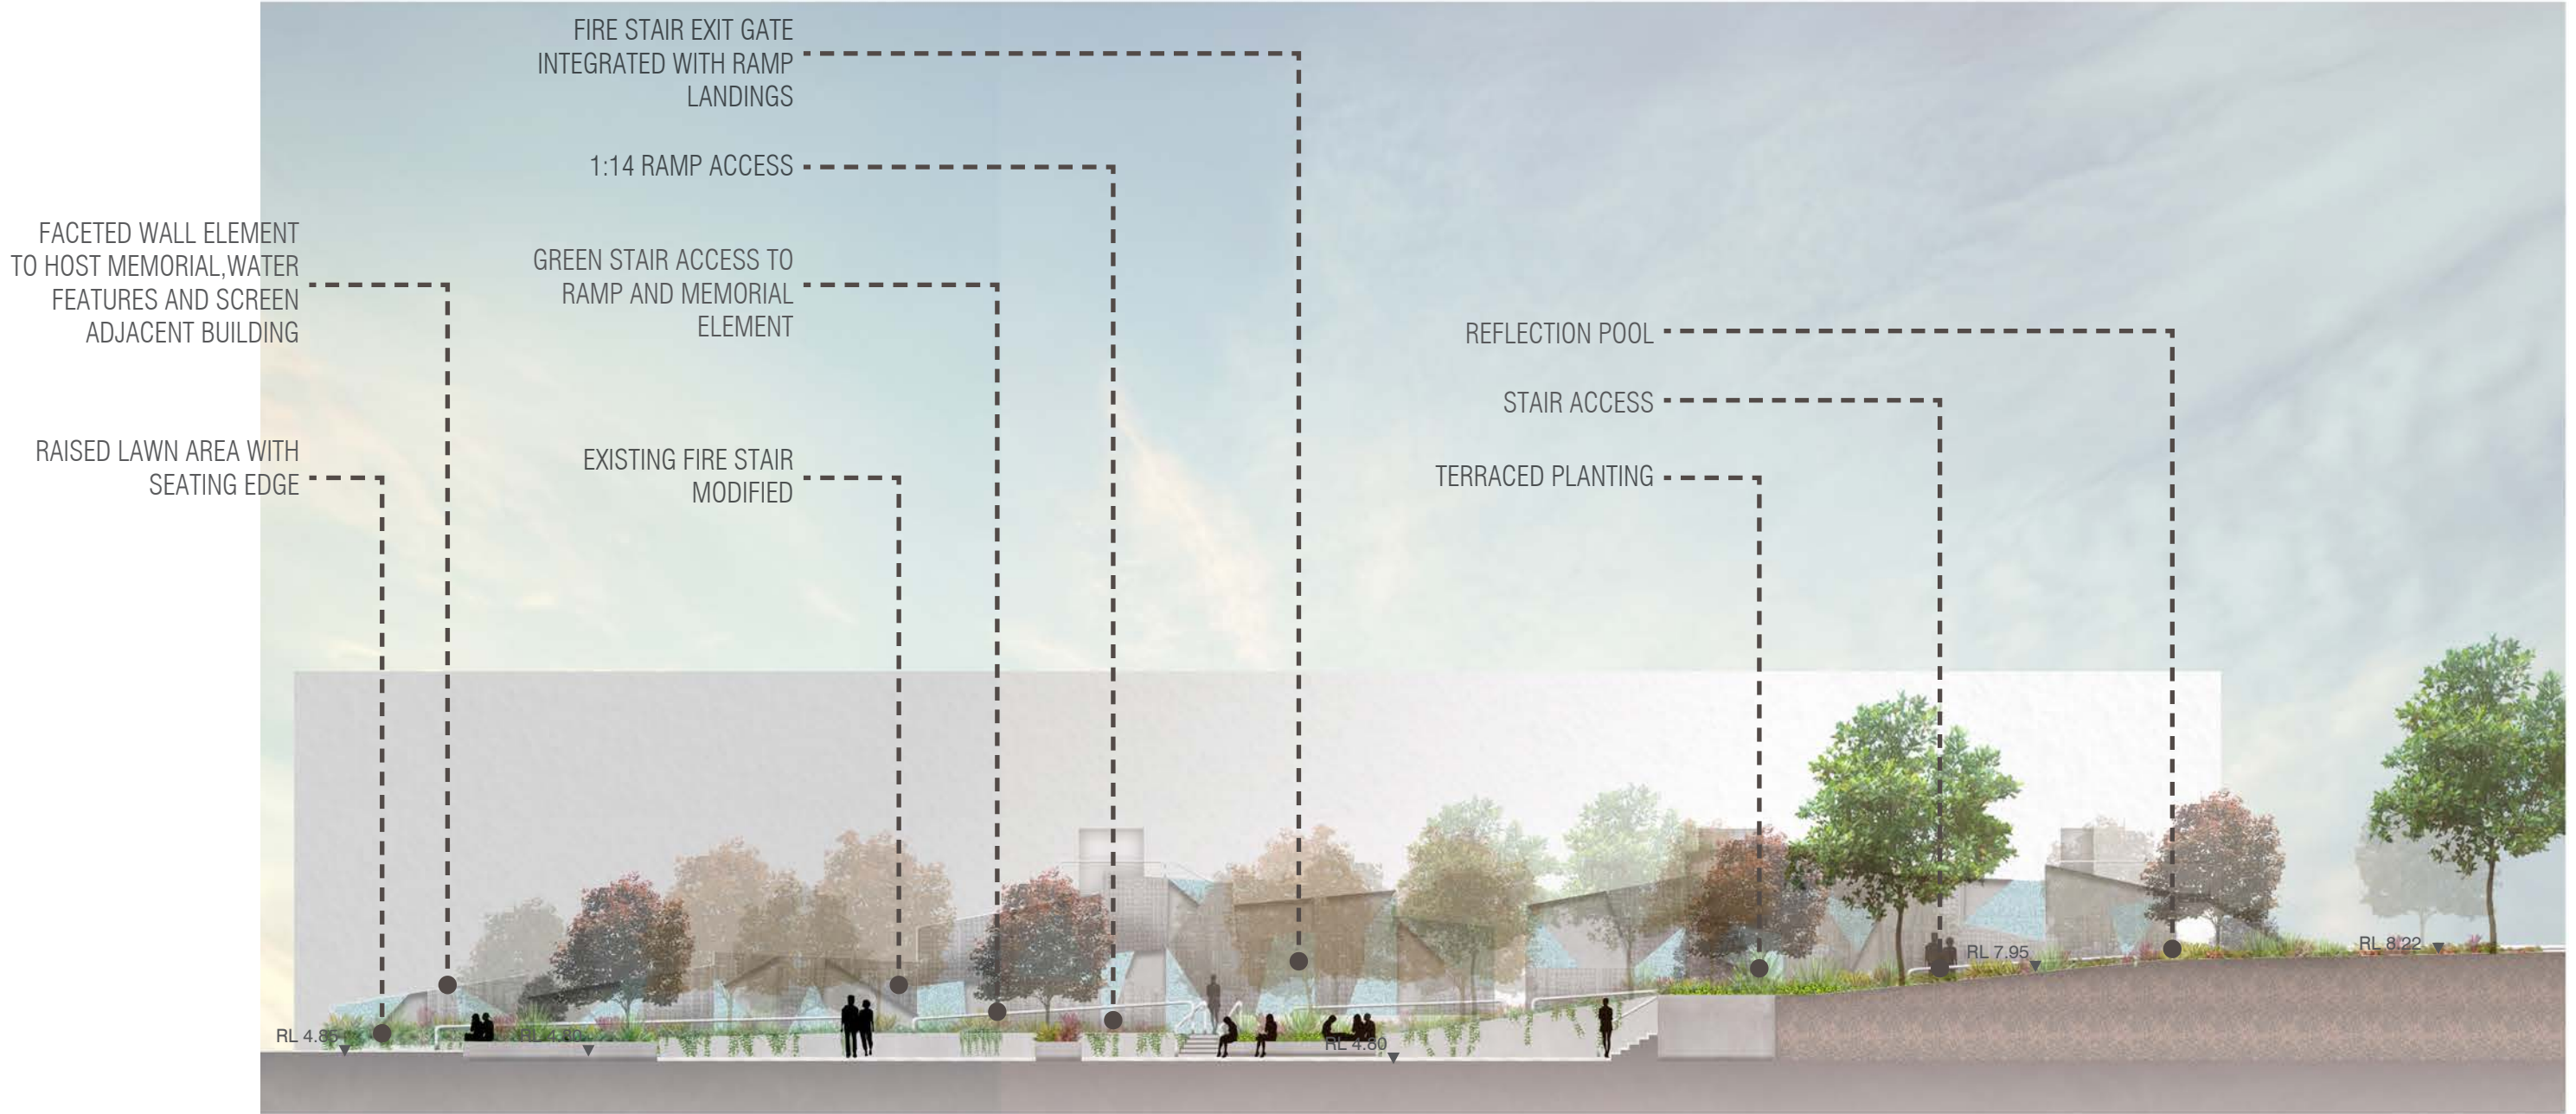 FIRE STAIR EXIT GATE
INTEGRATED WITH RAMP
LANDINGS
1:14 RAMP ACCESS
FACETED WALL ELEMENT
TO HOST MEMORIAL,WATER
FEATURES AND SCREEN
ADJACENT BUILDING
GREEN STAIR ACCESS TO
RAMP AND MEMORIAL
ELEMENT
REFLECTION POOL
STAIR ACCESS
RAISED LAWN AREA WITH
SEATING EDGE
EXISTING FIRE STAIR
MODIFIED
TERRACED PLANTING
RL 8.22
RL 7.95
RL 4.85
RL 4.80